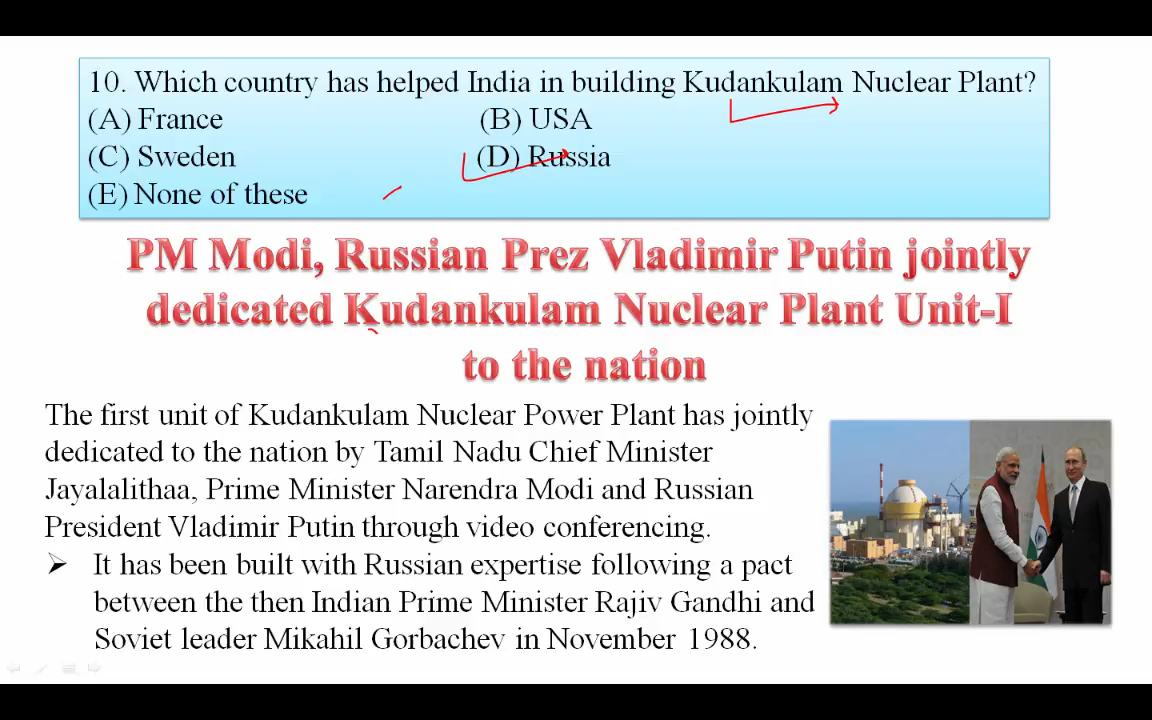 10. Which country has helped India in building Kudankulam Nuclear Plant?
(A) France (B) USA
(C) Sweden (D) Russia
(E) None of these
PM Modi, Russian Prez Vladimir Putin jointly
dedicated Kudankulam Nuclear Plant Unit-I
to the nation
The first unit of Kudankulam Nuclear Power Plant has jointly
dedicated to the nation by Tamil Nadu Chief Minister
Jayalalithaa, Prime Minister Narendra Modi and Russian
President Vladimir Putin through video conferencing.
➢ It has been built with Russian expertise following a pact
between the then Indian Prime Minister Rajiv Gandhi and
Soviet leader Mikahil Gorbachev in November 1988.